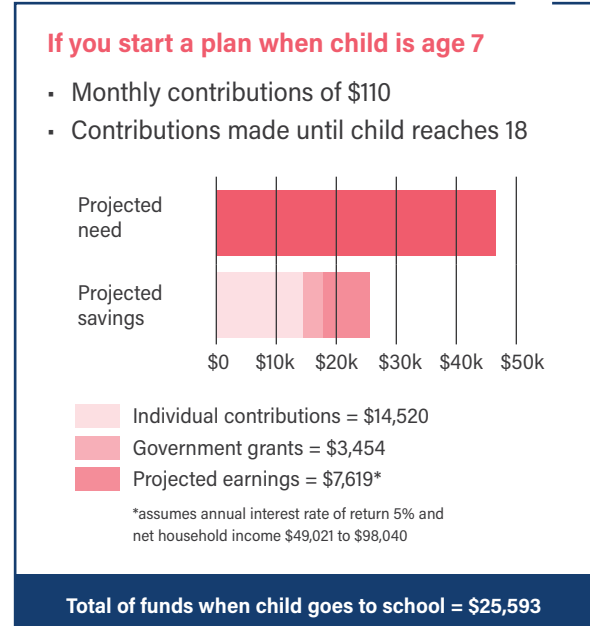 If you start a plan when child is age 7
▪ Monthly contributions of $110
▪ Contributions made until child reaches 18
Projected
need
Projected
savings
$0 $10k $20k $30k $40k $50k
Individual contributions = $14,520
Government grants = $3,454
Projected earnings = $7,619*
*assumes annual interest rate of return 5% and
net household income $49,021 to $98,040
Total of funds when child goes to school = $25,593